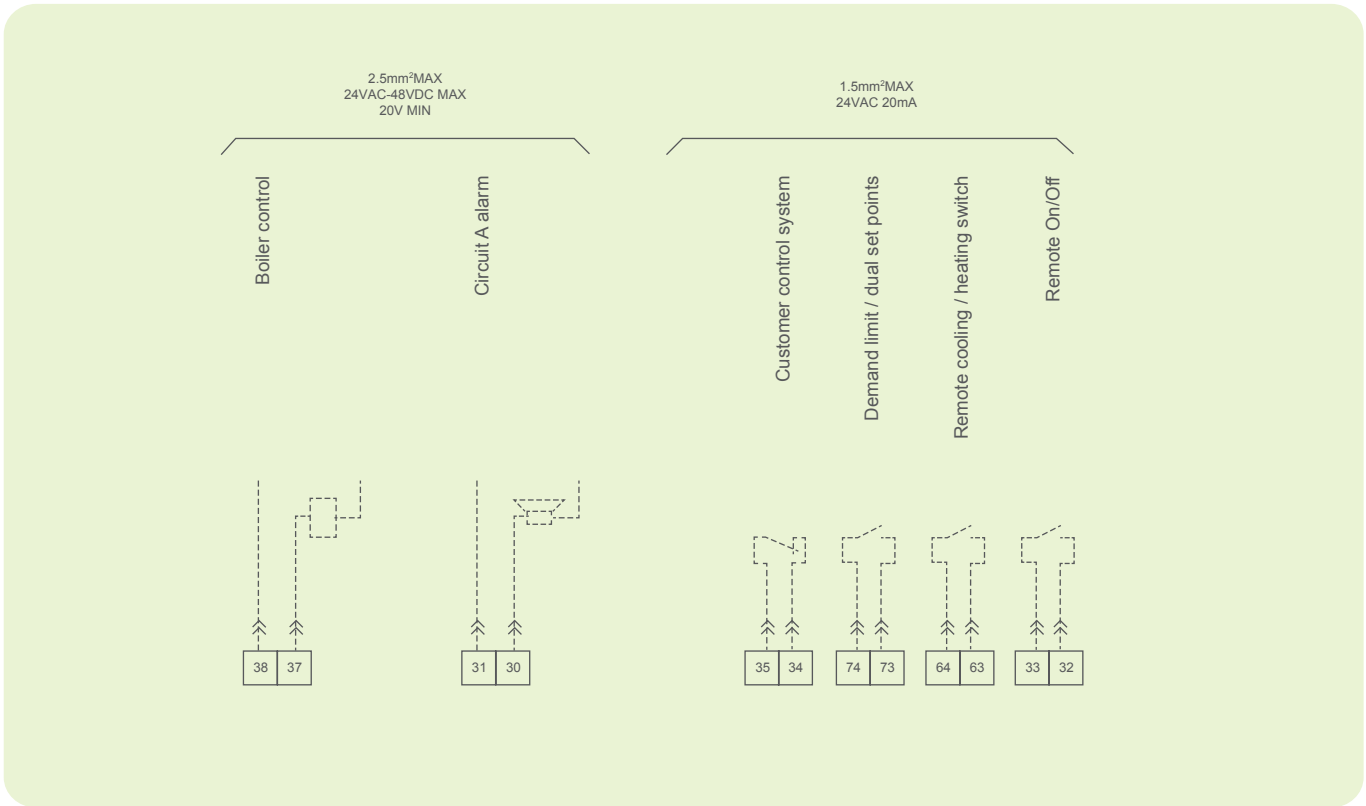 2.5mm²MAX
24VAC-48VDC MAX
20V MIN
1.5mm²MAX
24VAC 20mA
Boiler control
Circuit A alarm
Customer control system
Demand limit / dual set points
Remote cooling / heating switch
Remote On/Off
38 37
31 30
35 34
74 73
64 63
33 32